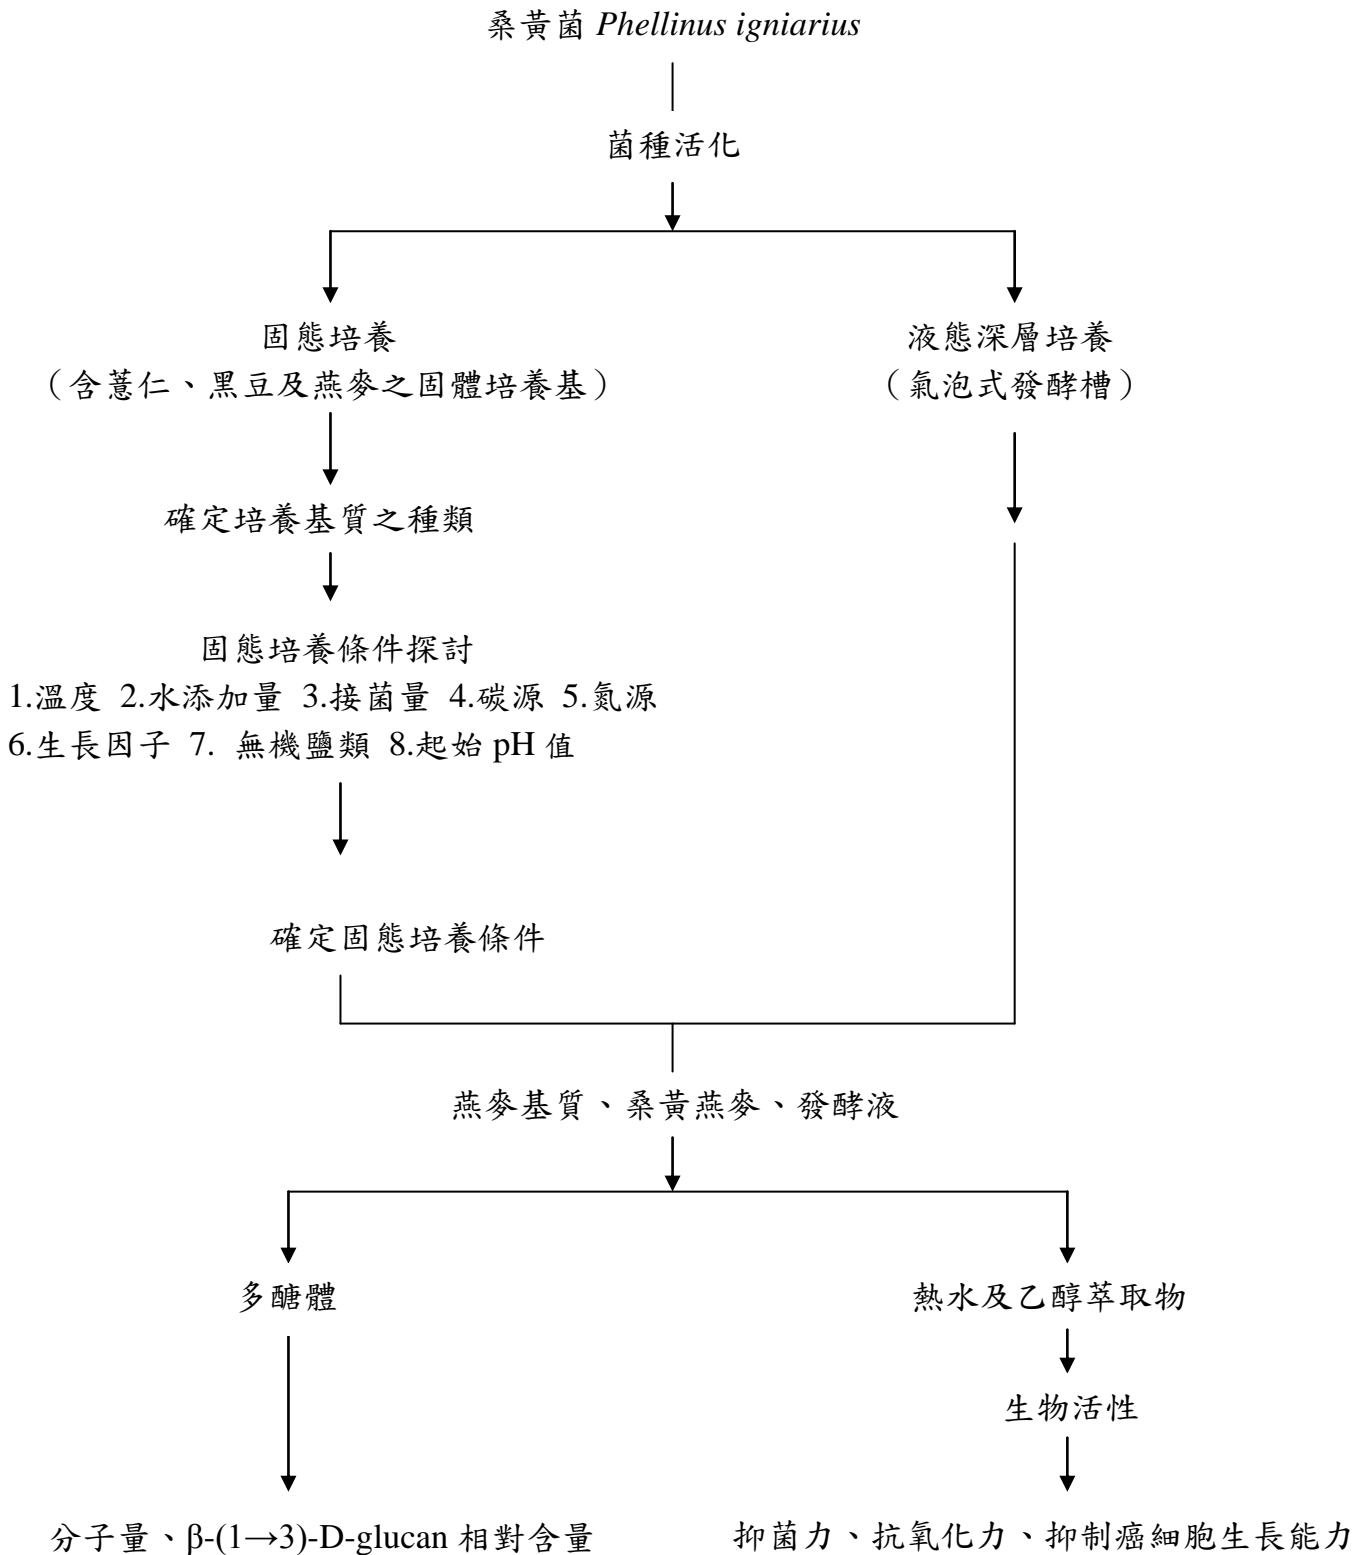 桑黃菌 Phellinus igniarius
菌種活化
固態培養
（含薏仁、黑豆及燕麥之固體培養基）
液態深層培養
（氣泡式發酵槽）
確定培養基質之種類
固態培養條件探討
1.溫度 2.水添加量 3.接菌量 4.碳源 5.氮源
6.生長因子 7. 無機鹽類 8.起始 pH 值
確定固態培養條件
燕麥基質、桑黃燕麥、發酵液
多醣體
熱水及乙醇萃取物
生物活性
分子量、β-(1→3)-D-glucan 相對含量
抑菌力、抗氧化力、抑制癌細胞生長能力